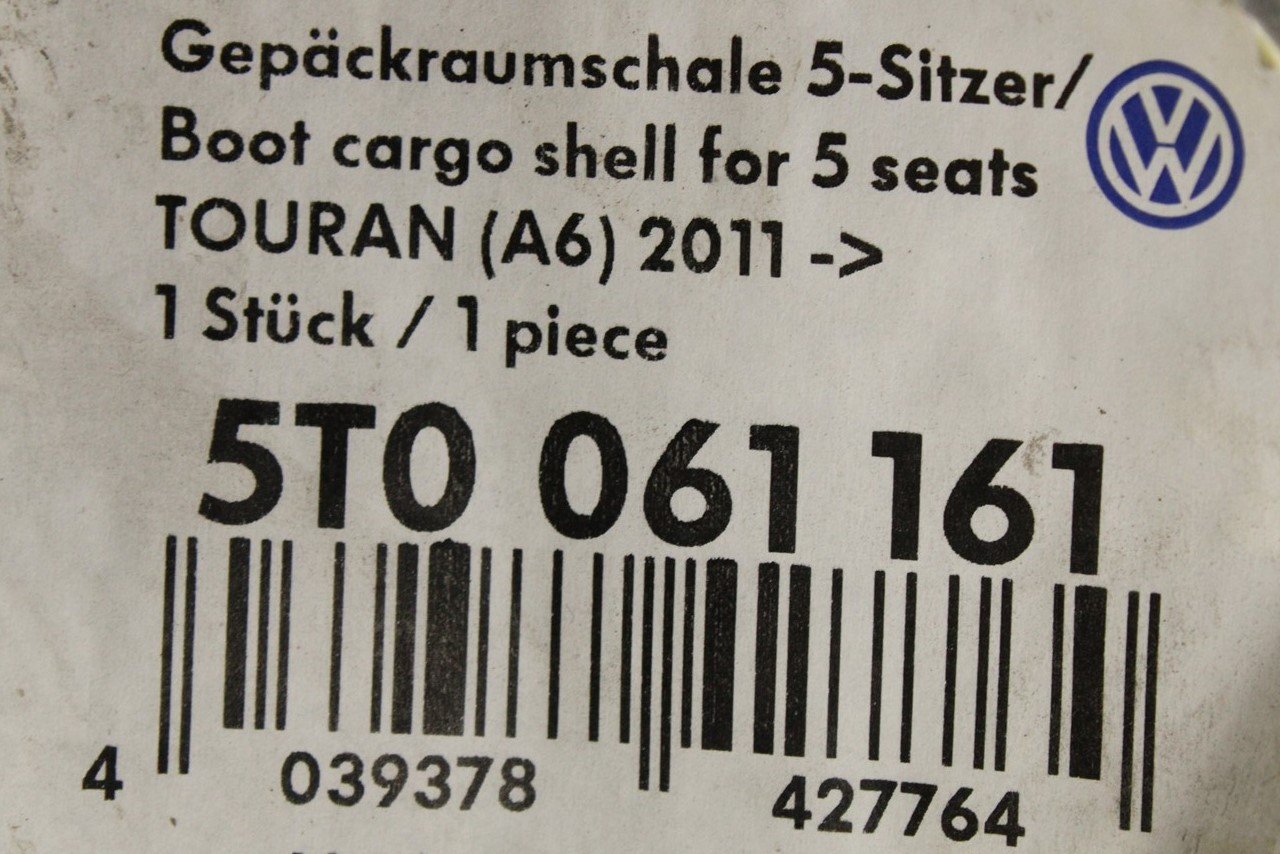 Gepäckraumschale 5-Sitzer/
Boot cargo shell for 5 seats
TOURAN (A6) 2011 ->
1 Stück / 1 piece
5T0 061 161
4 039378 427764